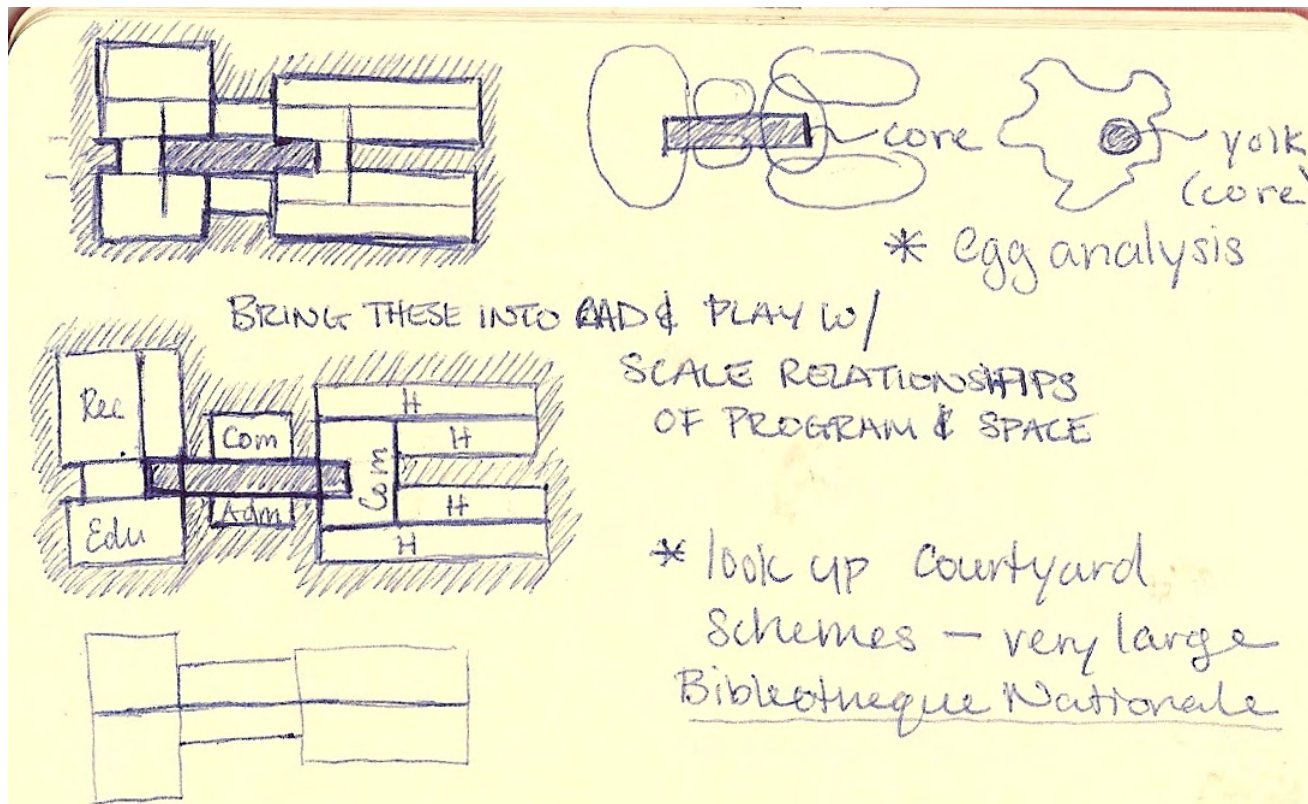 core
yolk
(core)
* egg analysis
BRING THESE INTO CAD & PLAY W/
SCALE RELATIONSHIPS
OF PROGRAM & SPACE
Rec
Com
H
H
Com
Adm
Edu
H
H
* look up Courtyard
Schemes — very large
Bibleotheque Nationale